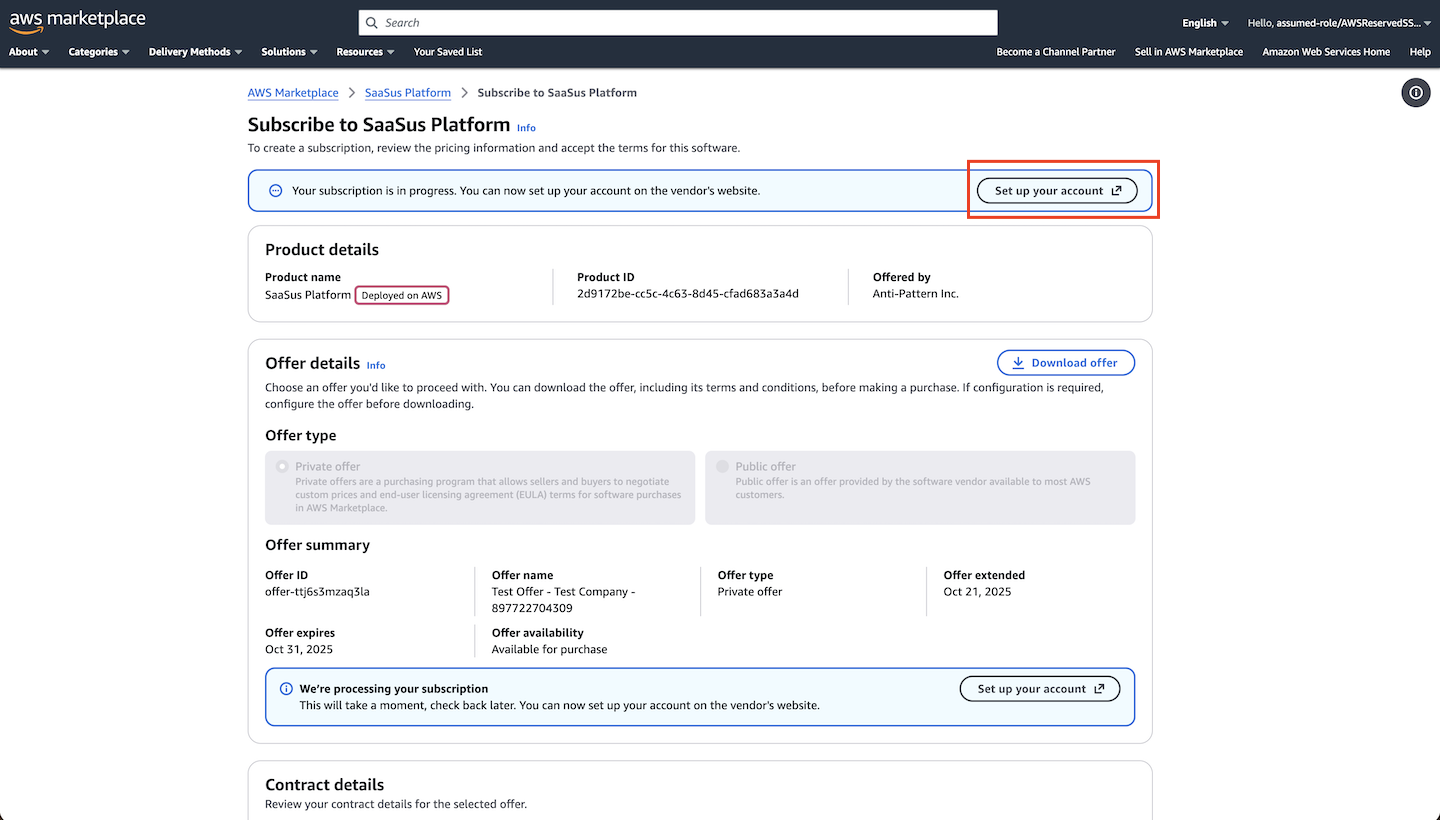 aws marketplace
Search
English
Hello, assumed-role/AWSReservedSS...
About
Categories
Delivery Methods
Solutions
Resources
Your Saved List
Become a Channel Partner
Sell in AWS Marketplace
Amazon Web Services Home
Help
AWS Marketplace > SaaSus Platform > Subscribe to SaaSus Platform
Subscribe to SaaSus Platform Info
To create a subscription, review the pricing information and accept the terms for this software.
Your subscription is in progress. You can now set up your account on the vendor's website.
Set up your account
Product details
Product name
SaaSus Platform Deployed on AWS
Product ID
2d9172be-cc5c-4c63-8d45-cfad683a3a4d
Offered by
Anti-Pattern Inc.
Offer details Info
Download offer
Choose an offer you'd like to proceed with. You can download the offer, including its terms and conditions, before making a purchase. If configuration is required,
configure the offer before downloading.
Offer type
Private offer
Private offers are a purchasing program that allows sellers and buyers to negotiate
custom prices and end-user licensing agreement (EULA) terms for software purchases
in AWS Marketplace.
Public offer
Public offer is an offer provided by the software vendor available to most AWS
customers.
Offer summary
Offer ID
offer-ttj6s3mzaq3la
Offer name
Test Offer - Test Company -
897722704309
Offer type
Private offer
Offer extended
Oct 21, 2025
Offer expires
Oct 31, 2025
Offer availability
Available for purchase
We're processing your subscription
This will take a moment, check back later. You can now set up your account on the vendor's website.
Set up your account
Contract details
Review your contract details for the selected offer.